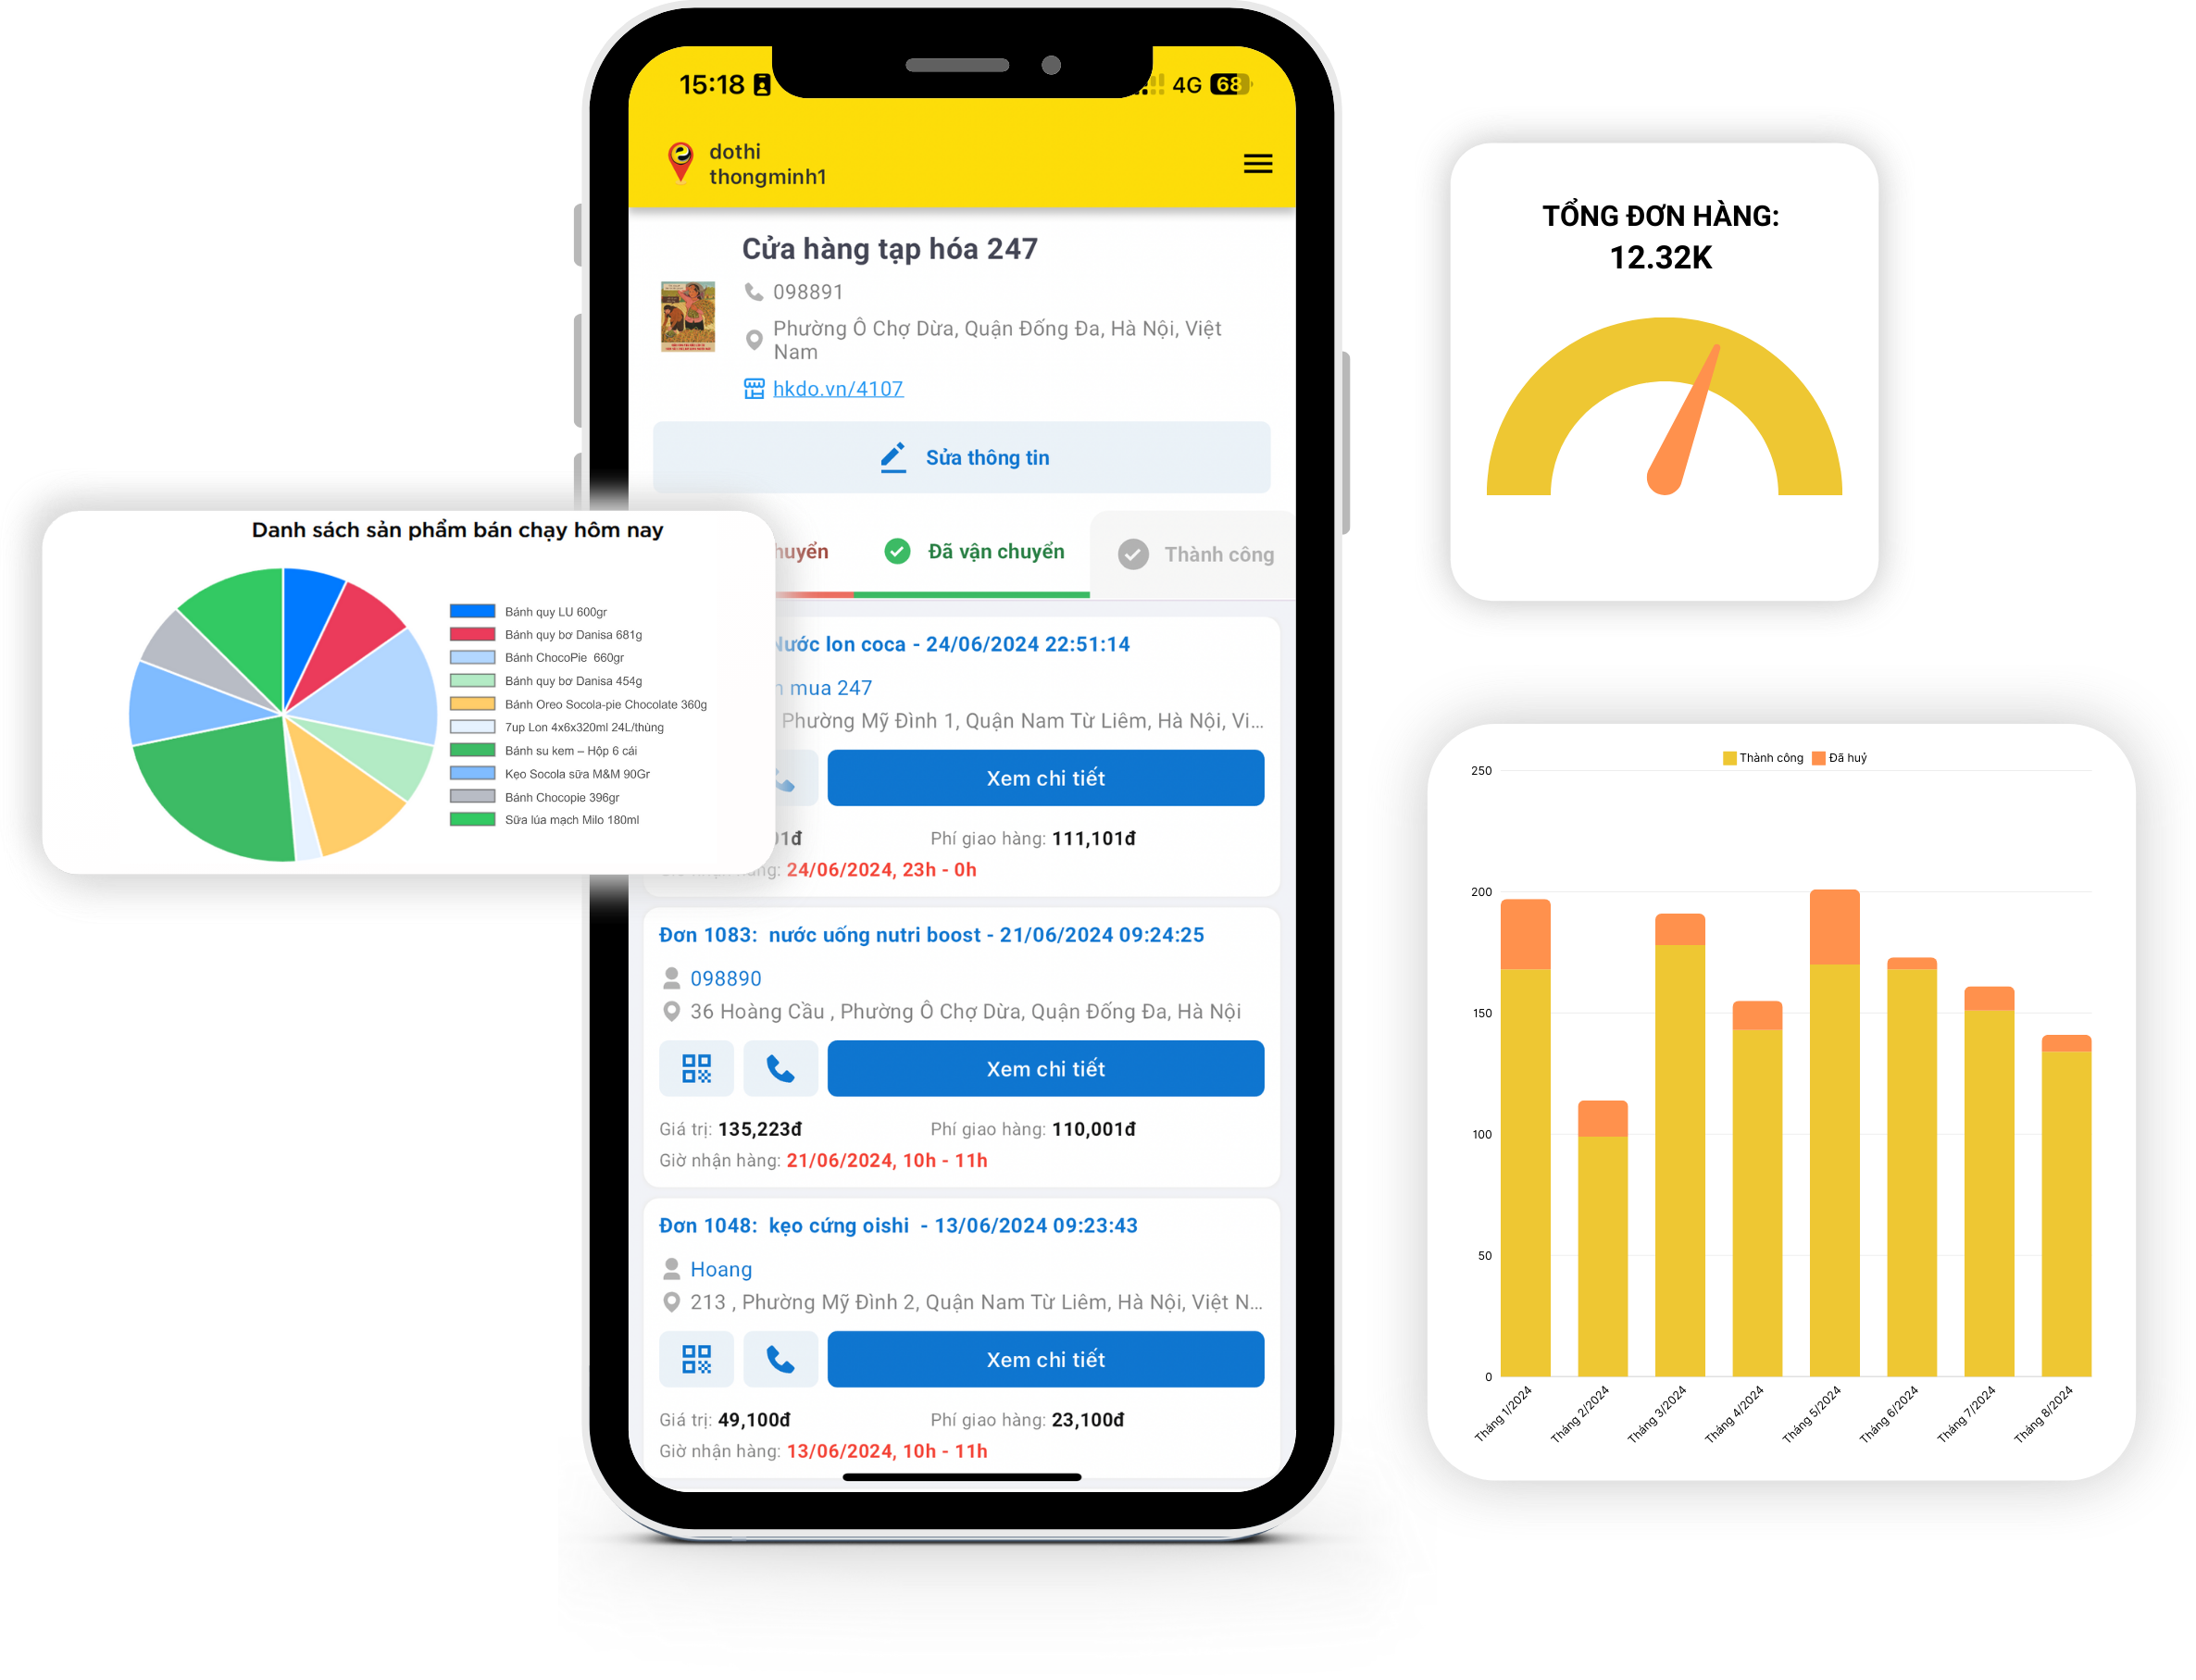 15:18
4G 68
dothi
thongminh1
Cửa hàng tạp hóa 247
098891
Phường Ô Chợ Dừa, Quận Đống Đa, Hà Nội, Việt
Nam
hkdo.vn/4107
Sửa thông tin
Đã vận chuyển
Thành công
Nước lon coca - 24/06/2024 22:51:14
mua 247
Phường Mỹ Đình 1, Quận Nam Từ Liêm, Hà Nội, Vi...
Xem chi tiết
Phí giao hàng: 111,101đ
24/06/2024, 23h - 0h
Đơn 1083: nước uống nutri boost - 21/06/2024 09:24:25
098890
36 Hoàng Cầu , Phường Ô Chợ Dừa, Quận Đống Đa, Hà Nội
Xem chi tiết
Giá trị: 135,223đ Phí giao hàng: 110,001đ
Giờ nhận hàng: 21/06/2024, 10h - 11h
Đơn 1048: kẹo cứng oishi - 13/06/2024 09:23:43
Hoang
213 , Phường Mỹ Đình 2, Quận Nam Từ Liêm, Hà Nội, Việt N...
Xem chi tiết
Giá trị: 49,100đ Phí giao hàng: 23,100đ
Giờ nhận hàng: 13/06/2024, 10h - 11h
Danh sách sản phẩm bán chạy hôm nay
Bánh quy LU 600gr
Bánh quy bơ Danisa 681g
Bánh ChocoPie 660gr
Bánh quy bơ Danisa 454g
Bánh Oreo Socola-pie Chocolate 360g
7up Lon 4x6x320ml 24L/thùng
Bánh su kem – Hộp 6 cái
Kẹo Socola sữa M&M 90Gr
Bánh Chocopie 396gr
Sữa lúa mạch Milo 180ml
TỔNG ĐƠN HÀNG:
12.32K
Thành công Đã huỷ
250
200
150
100
50
0
Tháng 1/2024
Tháng 2/2024
Tháng 3/2024
Tháng 4/2024
Tháng 5/2024
Tháng 6/2024
Tháng 7/2024
Tháng 8/2024